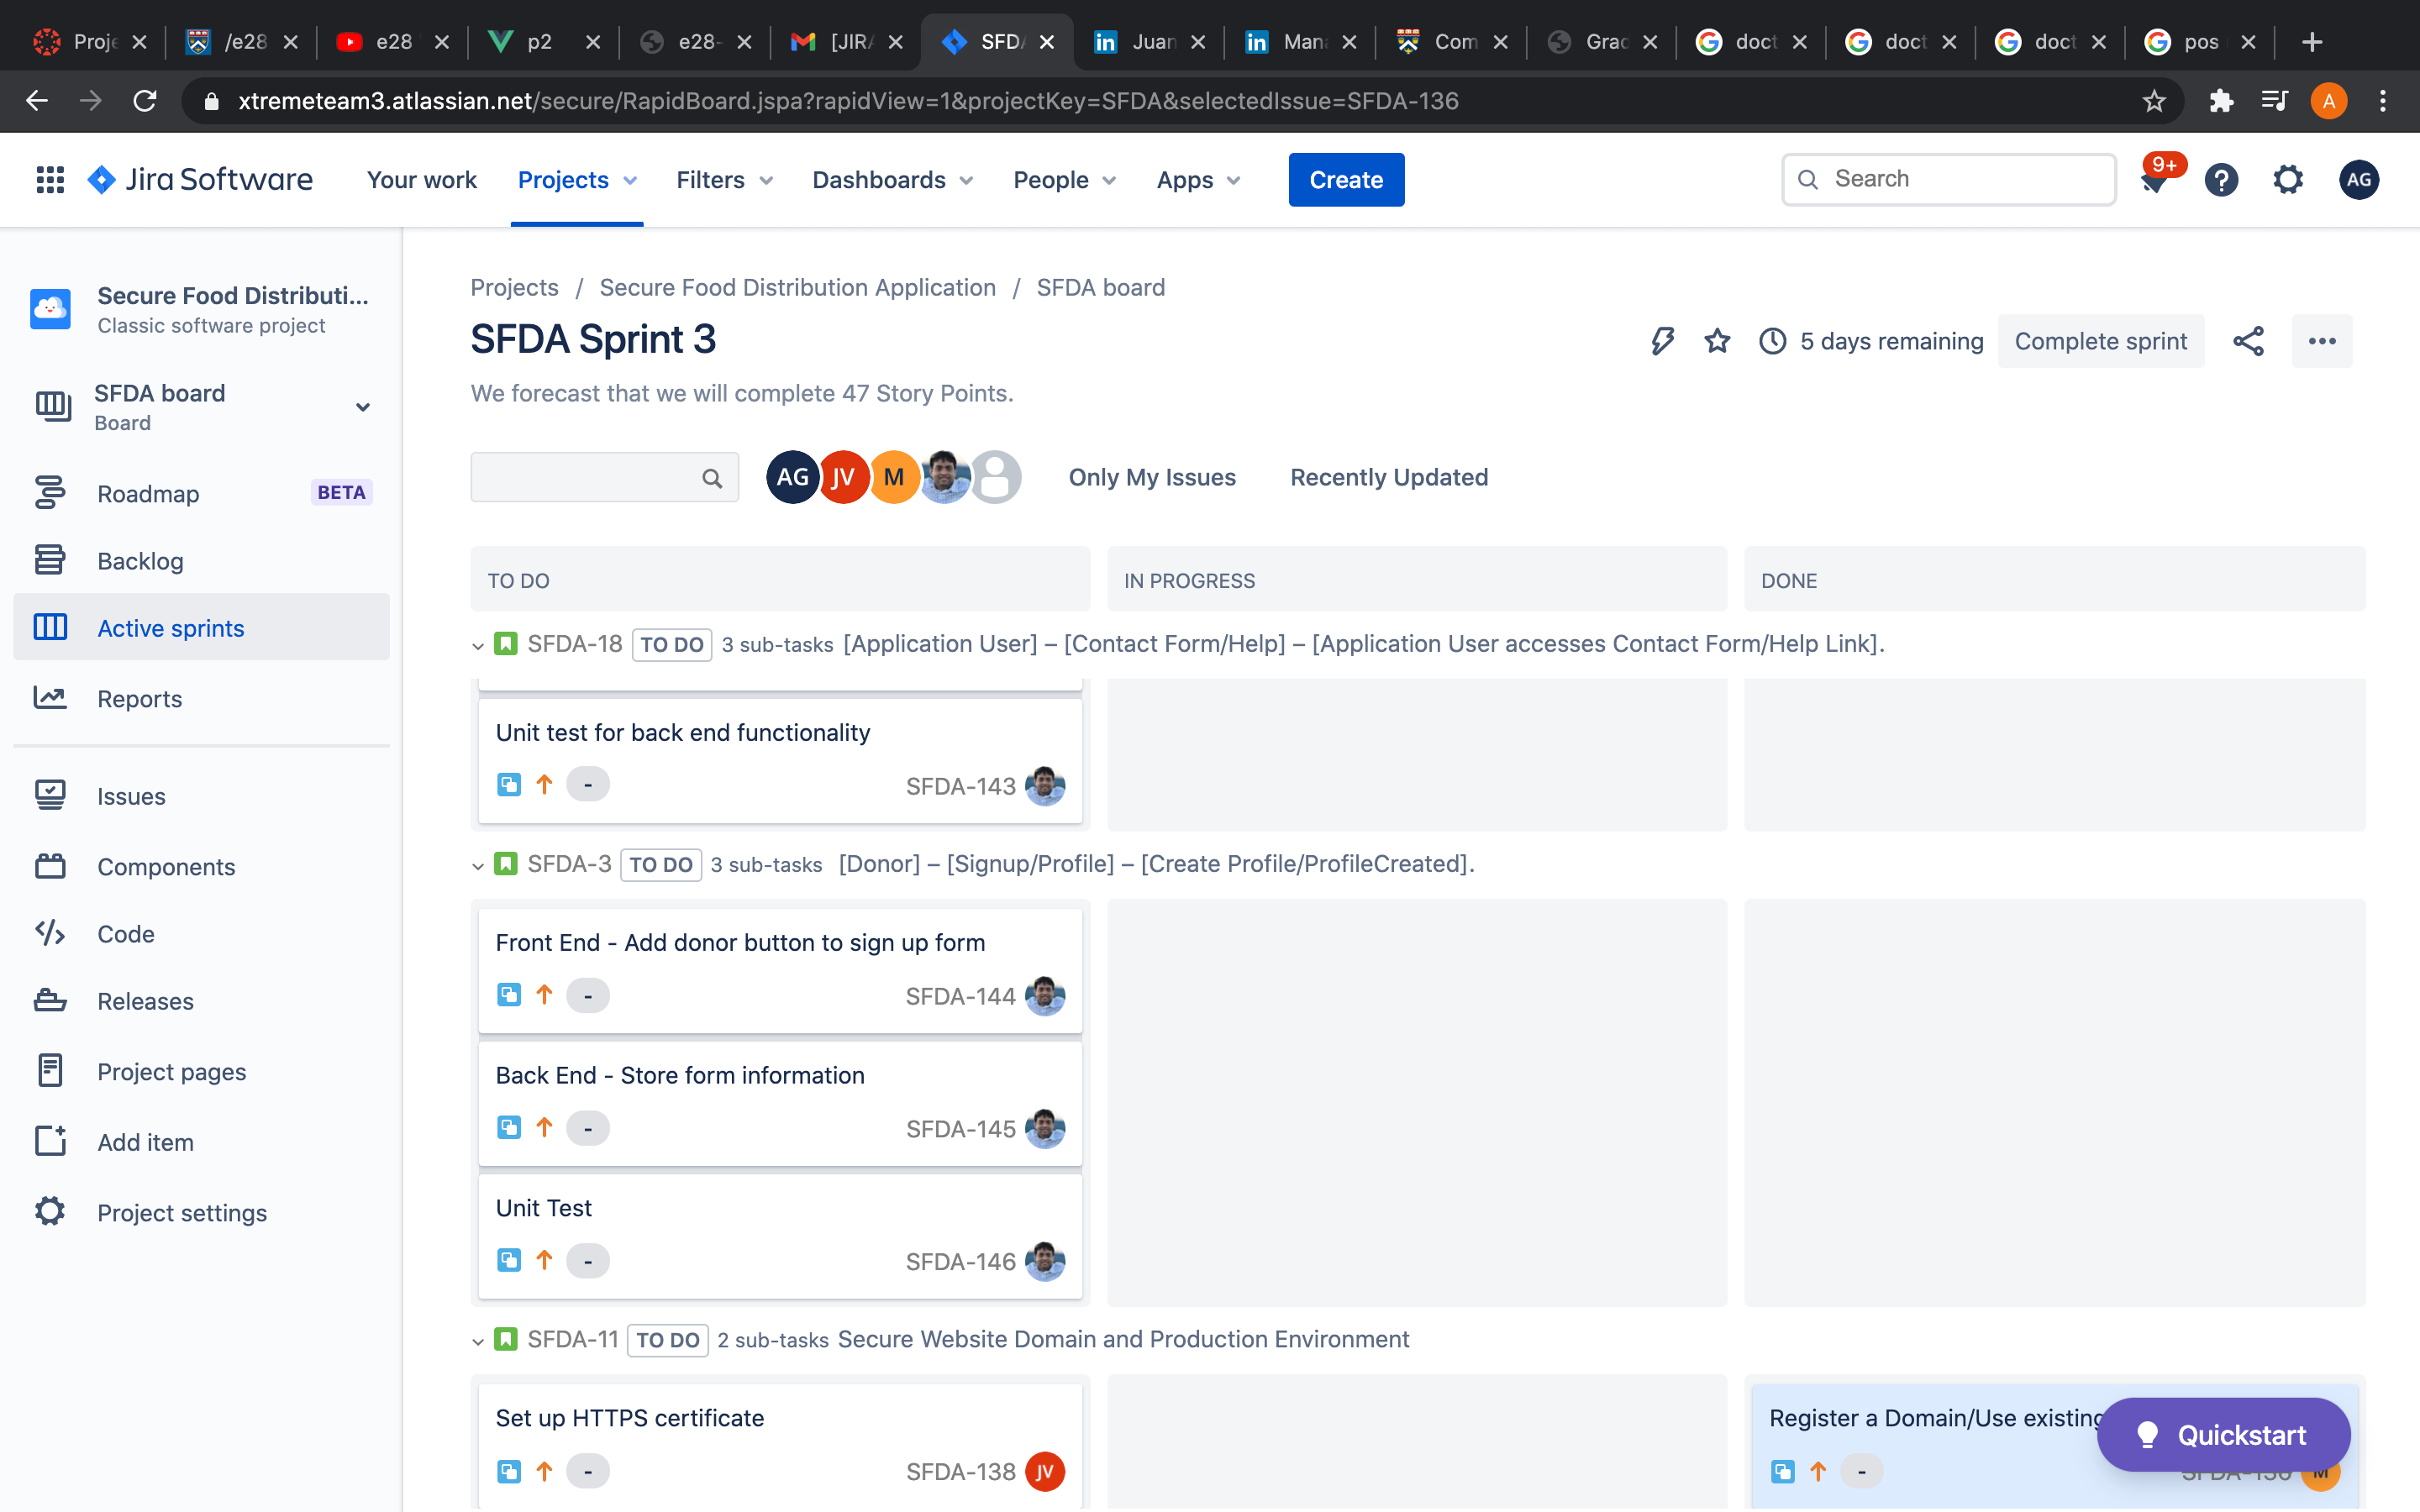 Proje
/e28
e28
p2
e28-
[JIRA
SFDA
Juan
Man
Com
Grac
doct
doct
doct
pos
xtremeteam3.atlassian.net/secure/RapidBoard.jspa?rapidView=1&projectKey=SFDA&selectedIssue=SFDA-136
A
Jira Software
Your work
Projects
Filters
Dashboards
People
Apps
Create
Search
9+
AG
Secure Food Distributi...
Classic software project
SFDA board
Board
Roadmap
BETA
Backlog
Active sprints
Reports
Issues
Components
Code
Releases
Project pages
Add item
Project settings
Projects / Secure Food Distribution Application / SFDA board
SFDA Sprint 3
5 days remaining
Complete sprint
We forecast that we will complete 47 Story Points.
AG
JV
M
Only My Issues
Recently Updated
TO DO
IN PROGRESS
DONE
SFDA-18 TO DO 3 sub-tasks [Application User] – [Contact Form/Help] – [Application User accesses Contact Form/Help Link].
Unit test for back end functionality
- SFDA-143
SFDA-3 TO DO 3 sub-tasks [Donor] – [Signup/Profile] – [Create Profile/ProfileCreated].
Front End - Add donor button to sign up form
- SFDA-144
Back End - Store form information
- SFDA-145
Unit Test
- SFDA-146
SFDA-11 TO DO 2 sub-tasks Secure Website Domain and Production Environment
Set up HTTPS certificate
- SFDA-138 JV
Register a Domain/Use existing
-
M
Quickstart